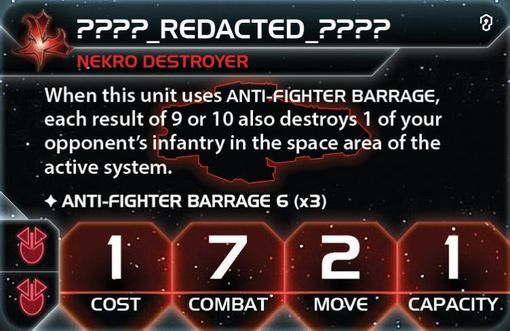 ????_REDACTED_????
NEKRO DESTROYER
When this unit uses ANTI-FIGHTER BARRAGE,
each result of 9 or 10 also destroys 1 of your
opponent's infantry in the space area of the
active system.
✦ ANTI-FIGHTER BARRAGE 6 (x3)
1 7 2 1
COST COMBAT MOVE CAPACITY